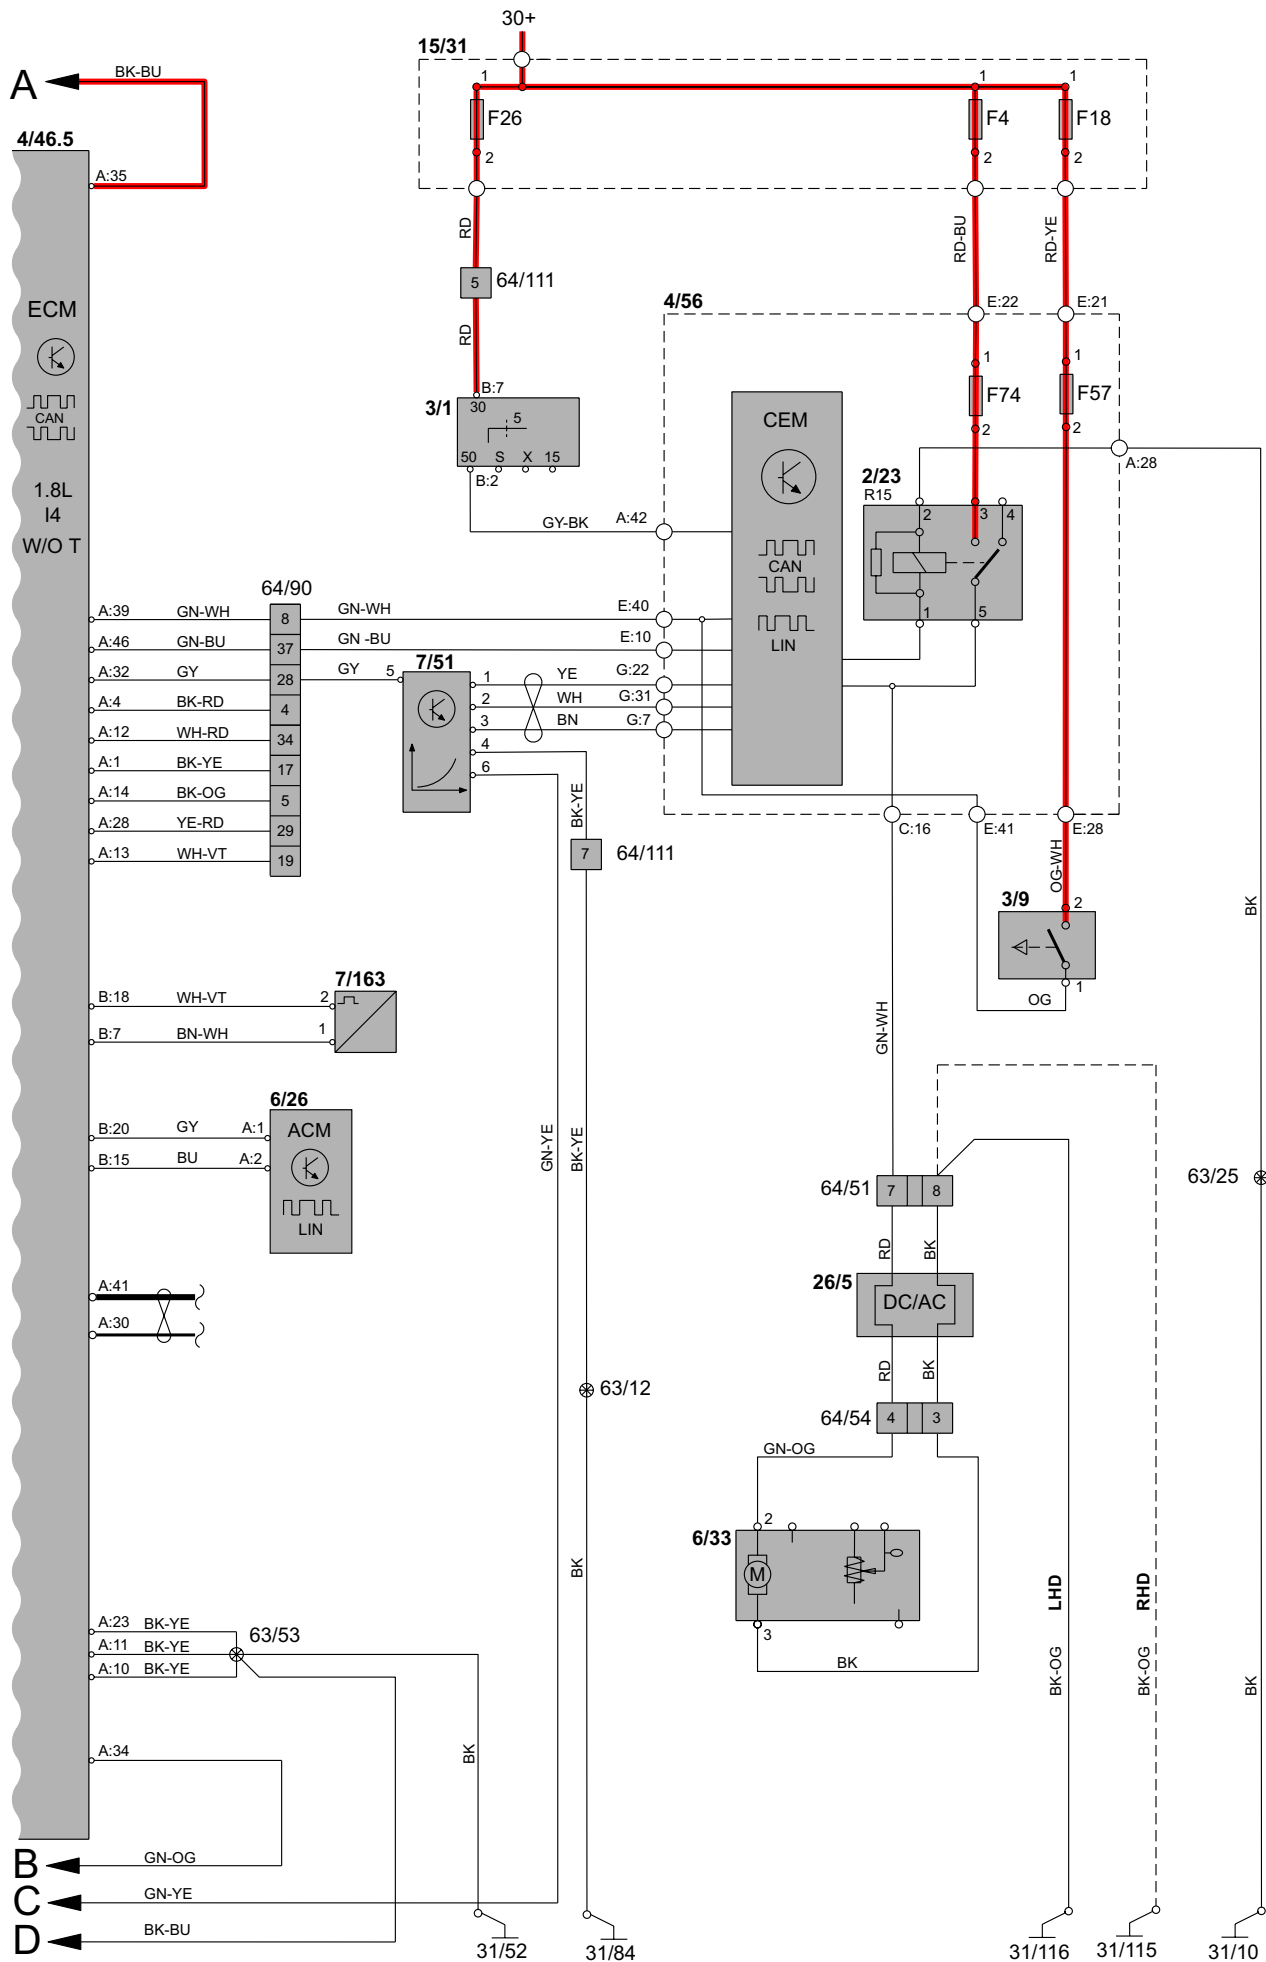 30+
15/31
A
BK-BU
1
1
1
F26
F4
F18
2
2
2
4/46.5
A:35
RD
RD-BU
RD-YE
5
64/111
4/56
E:22
E:21
ECM
RD
1
1
B:7
F74
F57
3/1
30
CAN
5
CEM
2
2
50
S
X
15
A:28
B:2
2/23
R15
1.8L
I4
W/O T
GY-BK
A:42
2
3
4
CAN
64/90
A:39
GN-WH
8
GN-WH
E:40
1
5
A:46
GN-BU
37
GN -BU
E:10
LIN
7/51
A:32
GY
28
GY
5
1
YE
G:22
A:4
BK-RD
4
2
WH
G:31
A:12
WH-RD
34
3
BN
G:7
4
A:1
BK-YE
17
6
A:14
BK-OG
5
BK-YE
A:28
YE-RD
29
C:16
E:41
E:28
A:13
WH-VT
19
7
64/111
OG-WH
3/9
2
BK
7/163
B:18
WH-VT
2
1
OG
B:7
BN-WH
1
GN-WH
6/26
B:20
GY
A:1
ACM
B:15
BU
A:2
GN-YE
BK-YE
64/51
7
8
63/25
LIN
RD
BK
A:41
26/5
DC/AC
A:30
RD
BK
63/12
64/54
4
3
GN-OG
2
6/33
M
BK
LHD
RHD
A:23
BK-YE
63/53
3
A:11
BK-YE
A:10
BK-YE
BK
BK-OG
BK-OG
BK
A:34
BK
B
GN-OG
C
GN-YE
D
BK-BU
31/52
31/84
31/116
31/115
31/10